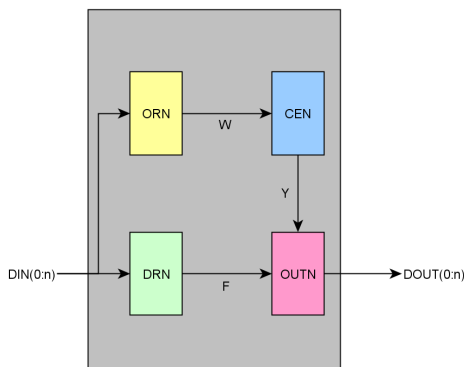 ORN
W
CEN
Y
DIN(0:n)
DRN
F
OUTN
DOUT(0:n)